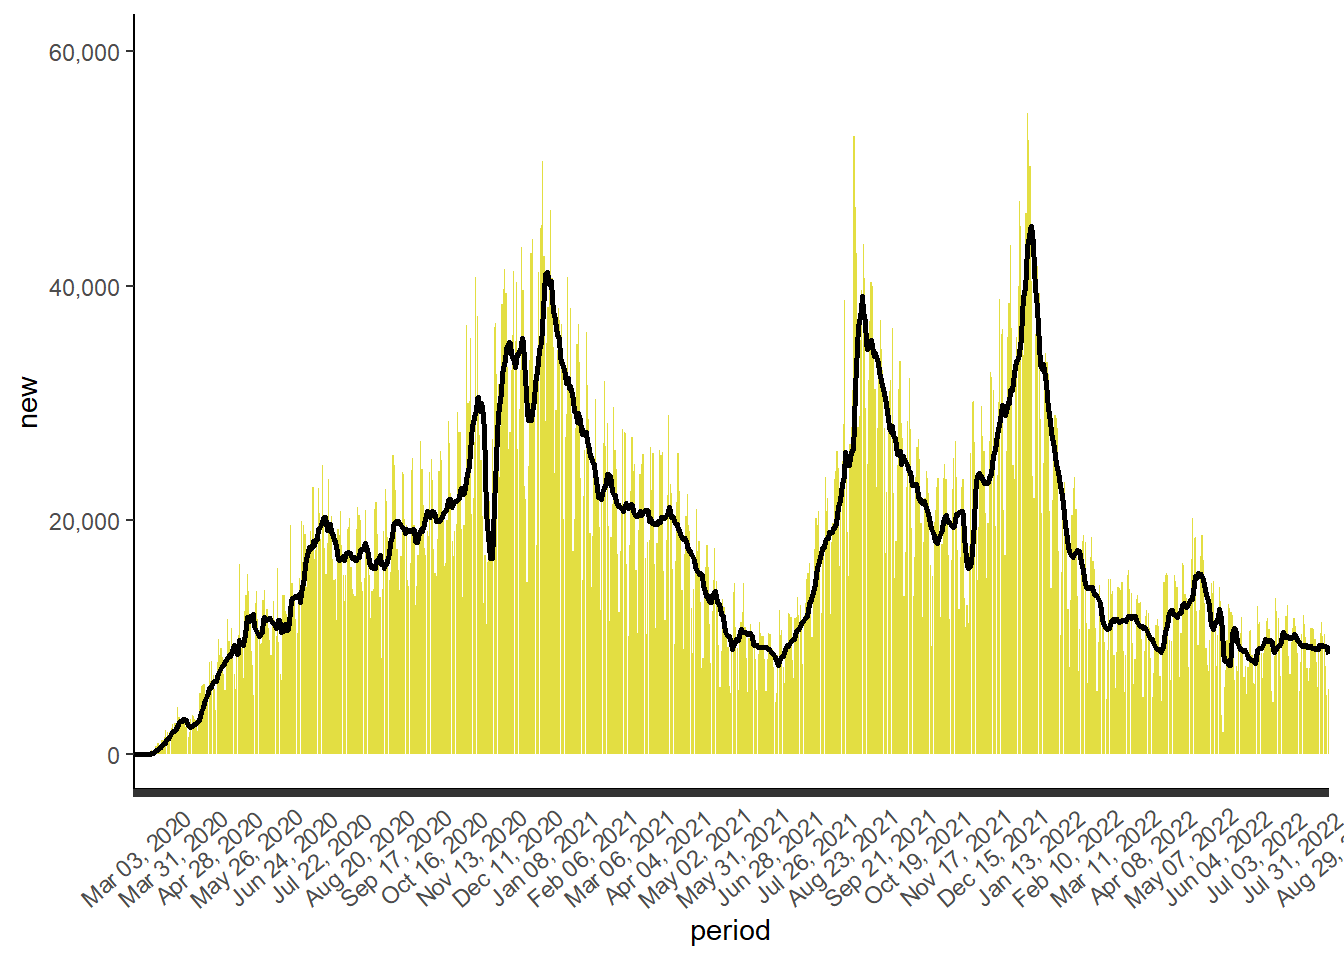 60,000
40,000
20,000
0
new
Mar 03, 2020
Mar 31, 2020
Apr 28, 2020
May 26, 2020
Jun 24, 2020
Jul 22, 2020
Aug 20, 2020
Sep 17, 2020
Oct 16, 2020
Nov 13, 2020
Dec 11, 2020
Jan 08, 2021
Feb 06, 2021
Mar 06, 2021
Apr 04, 2021
May 02, 2021
May 31, 2021
Jun 28, 2021
Jul 26, 2021
Aug 23, 2021
Sep 21, 2021
Oct 19, 2021
Nov 17, 2021
Dec 15, 2021
Jan 13, 2022
Feb 10, 2022
Mar 11, 2022
Apr 08, 2022
May 07, 2022
Jun 04, 2022
Jul 03, 2022
Jul 31, 2022
Aug 29,
period